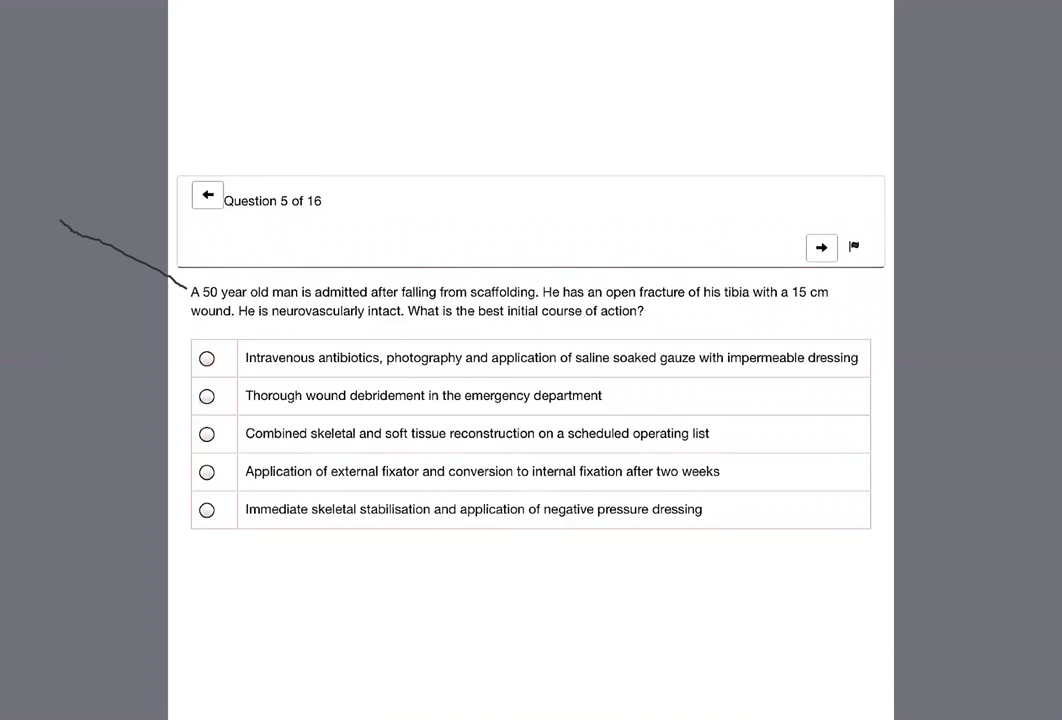 Question 5 of 16
A 50 year old man is admitted after falling from scaffolding. He has an open fracture of his tibia with a 15 cm
wound. He is neurovascularly intact. What is the best initial course of action?
Intravenous antibiotics, photography and application of saline soaked gauze with impermeable dressing
Thorough wound debridement in the emergency department
Combined skeletal and soft tissue reconstruction on a scheduled operating list
Application of external fixator and conversion to internal fixation after two weeks
Immediate skeletal stabilisation and application of negative pressure dressing